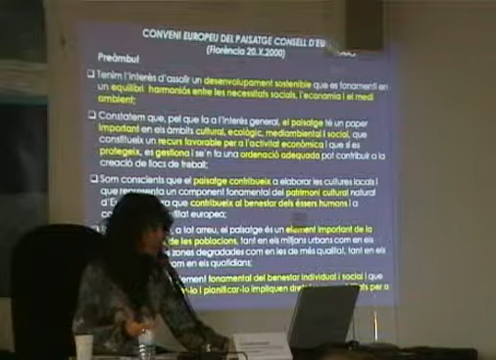 CONVENI EUROPEU DEL PAISATGE CONSELL D'EU
(Florència 20.X.2000)
Preàmbul
Tenim l'interès d'assolir un desenvolupament sostenible que es fonamenti en
un equilibri harmoniós entre les necessitats socials, l'economia i el medi
ambient;
Constatem que, pel que fa a l'interès general, el paisatge té un paper
important en els àmbits cultural, ecològic, mediambiental i social, que
constitueix un recurs favorable per a l'activitat econòmica i que si es
protegeix, es gestiona i se'n fa una ordenació adequada pot contribuir a la
creació de llocs de treball;
Som conscients que el paisatge contribueix a elaborar les cultures locals i
que representa un component fonamental del patrimoni cultural i natural
d'E que contribueix al benestar dels éssers humans i a
itat europea;
a tot arreu, el paisatge és un element important de la
de les poblacions, tant en els mitjans urbans com en els
zones degradades com en les de més qualitat, tant en els
com en els quotidians;
element fonamental del benestar individual i social i que
-lo i planificar-lo impliquen per a